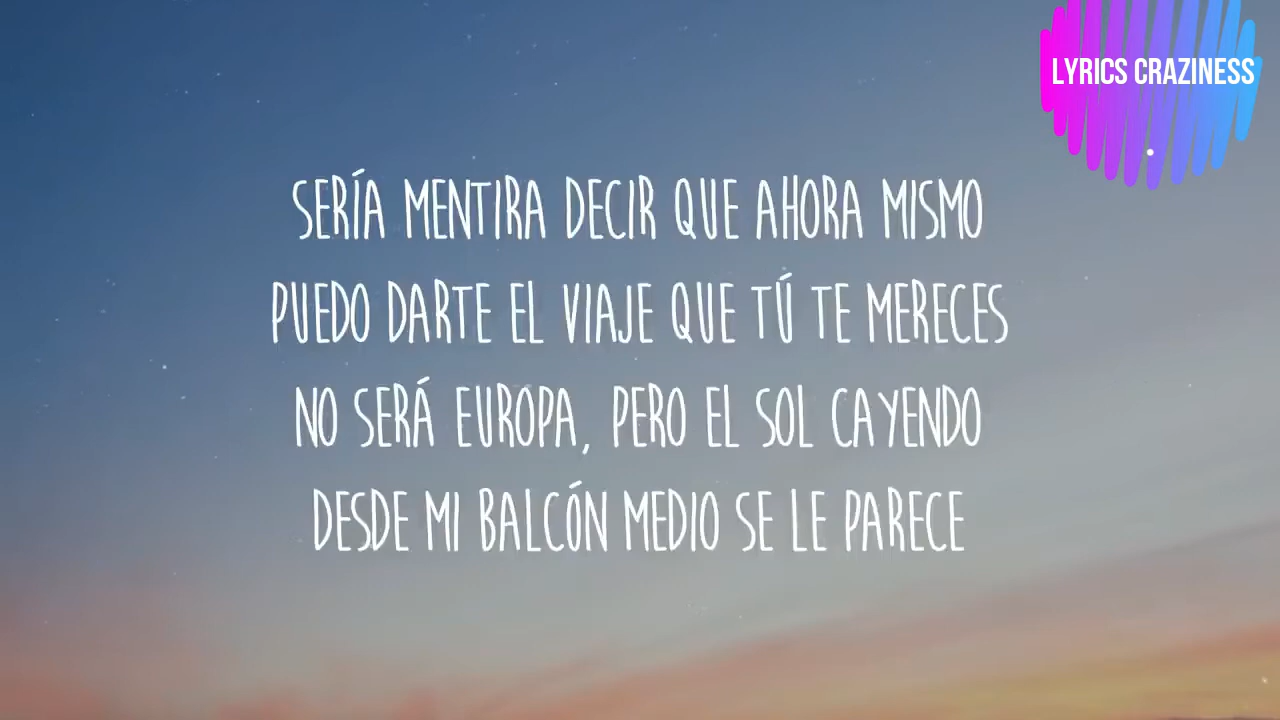 LYRICS CRAZINESS
SERÍA MENTIRA DECIR QUE AHORA MISMO
PUEDO DARTE EL VIAJE QUE TÚ TE MERECES
NO SERÁ EUROPA, PERO EL SOL CAYENDO
DESDE MI BALCÓN MEDIO SE LE PARECE